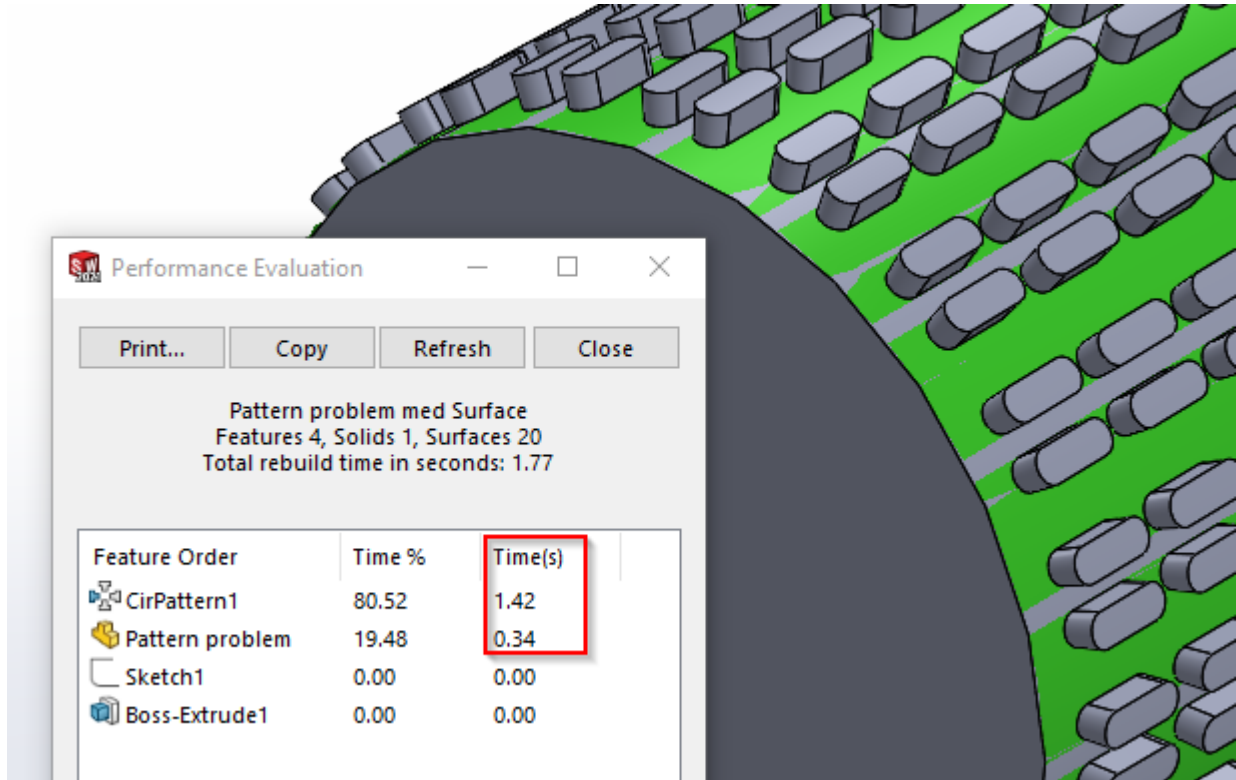 SW
2021
Performance Evaluation
Print... Copy Refresh Close
Pattern problem med Surface
Features 4, Solids 1, Surfaces 20
Total rebuild time in seconds: 1.77
Feature Order Time % Time(s)
CirPattern1 80.52 1.42
Pattern problem 19.48 0.34
Sketch1 0.00 0.00
Boss-Extrude1 0.00 0.00